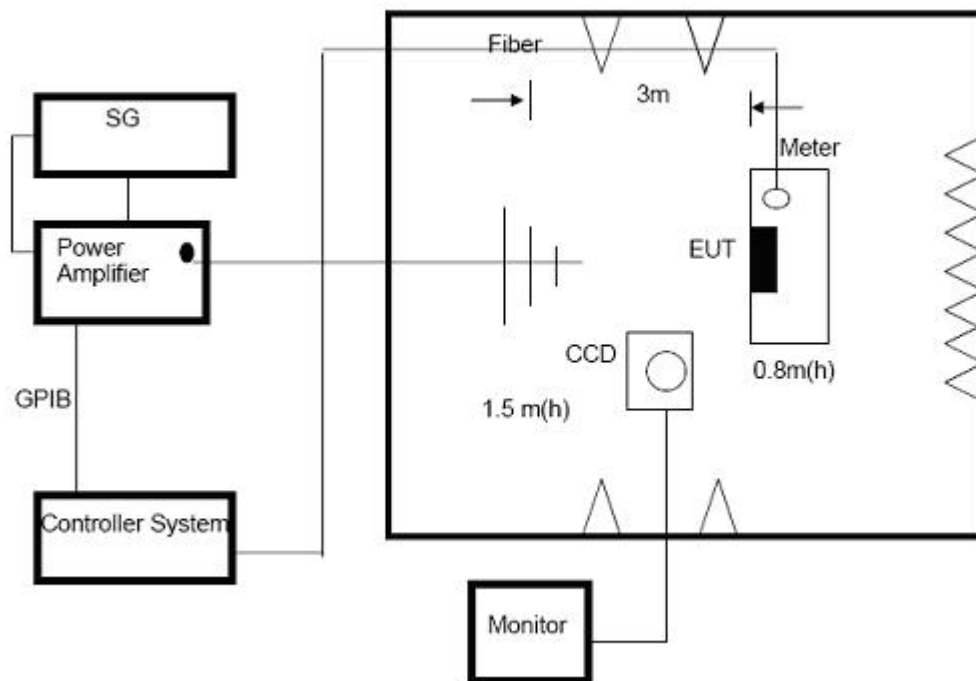 Fiber
3m
SG
Meter
Power
Amplifier
EUT
CCD
0.8m(h)
GPIB
1.5 m(h)
Controller System
Monitor